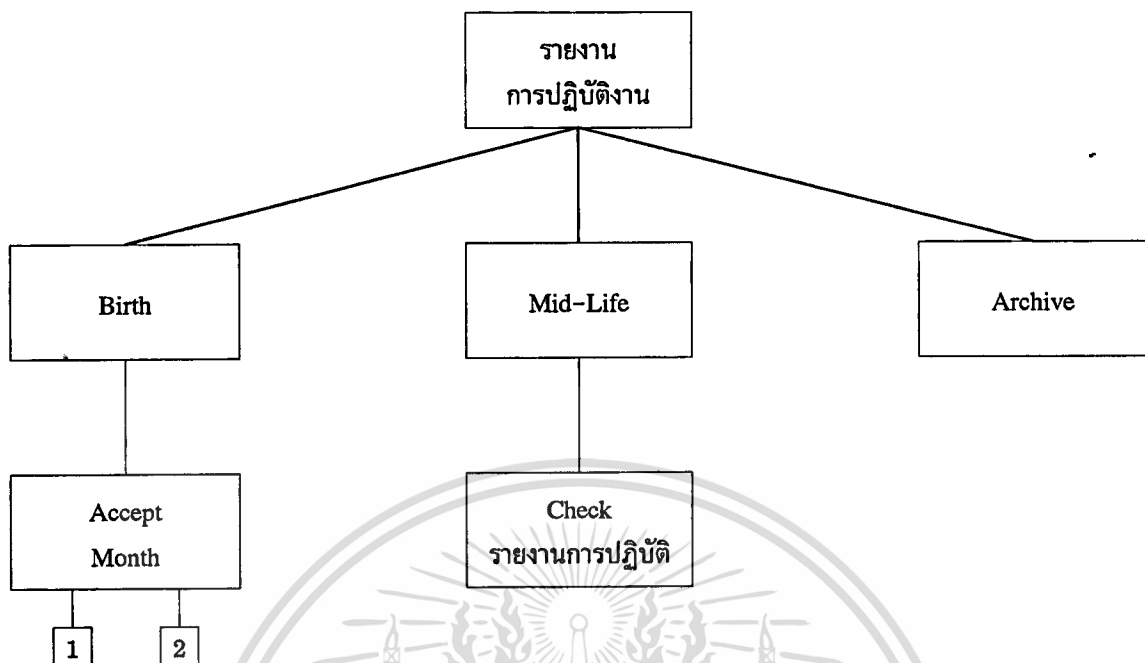 รายงาน
การปฏิบัติงาน
Birth
Mid-Life
Archive
Accept
Month
Check
รายงานการปฏิบัติ
1
2